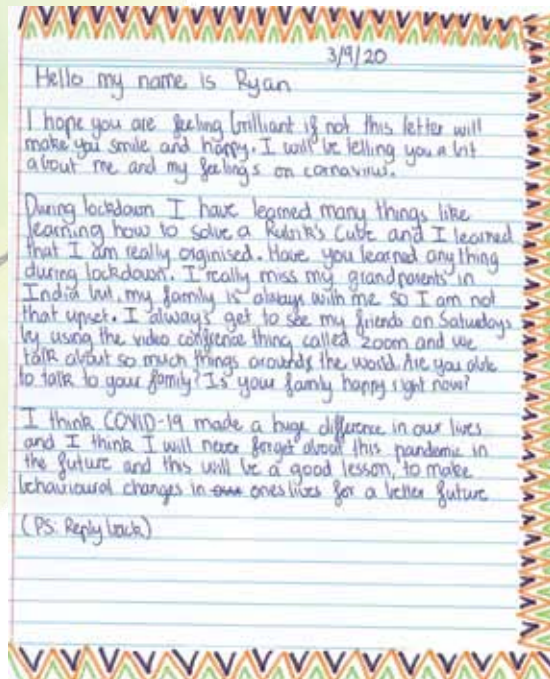 3/9/20
Hello my name is Ryan
I hope you are feeling brilliant if not this letter will
make you smile and happy. I will be telling you a bit
about me and my feelings on cornavirus.
During lockdown I have learned many things like
learning how to solve a Rubrik's Cube and I learned
that I am really orginised. Have you learned anything
during lockdown. I really miss my grandparents in
India but, my family is always with me so I am not
that upset. I always get to see my friends on Saturdays
by using the video confrence thing called zoom and we
talk about so much things arounds the world. Are you able
to talk to your family? Is your family happy right now?
I think COVID-19 made a huge difference in our lives
and I think I will never forget about this pandemic in
the future and this will be a good lesson, to make
behavioural changes in our ones lives for a better future
(PS: Reply back)